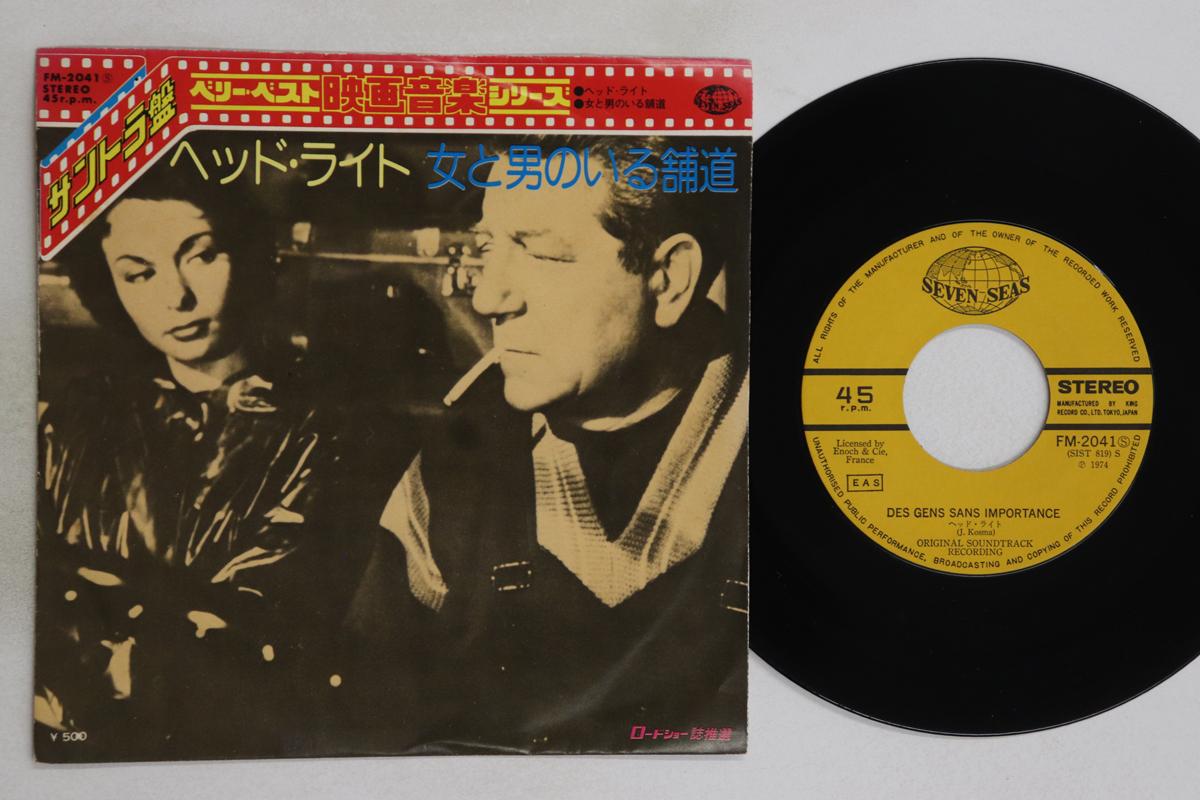 FM-2041Ⓢ
STEREO
45 r.p.m.
サントラ盤
ベリー・ベスト映画音楽シリーズ
●ヘッド・ライト
●女と男のいる舗道
SEVEN SEAS
ヘッド・ライト 女と男のいる舗道
¥ 500
ロードショー誌推選
ALL RIGHTS OF THE MANUFACTURER AND OF THE OWNER OF THE RECORDED WORK RESERVED
SEVEN SEAS
45
r.p.m.
STEREO
MANUFACTURED BY KING
RECORD CO., LTD. TOKYO, JAPAN
Licensed by
Enoch & Cie,
France
EAS
FM-2041Ⓢ
(SIST 819) S
Ⓟ 1974
DES GENS SANS IMPORTANCE
ヘッド・ライト
(J. Kosma)
ORIGINAL SOUNDTRACK
RECORDING
UNAUTHORISED PUBLIC PERFORMANCE, BROADCASTING AND COPYING OF THIS RECORD PROHIBITED